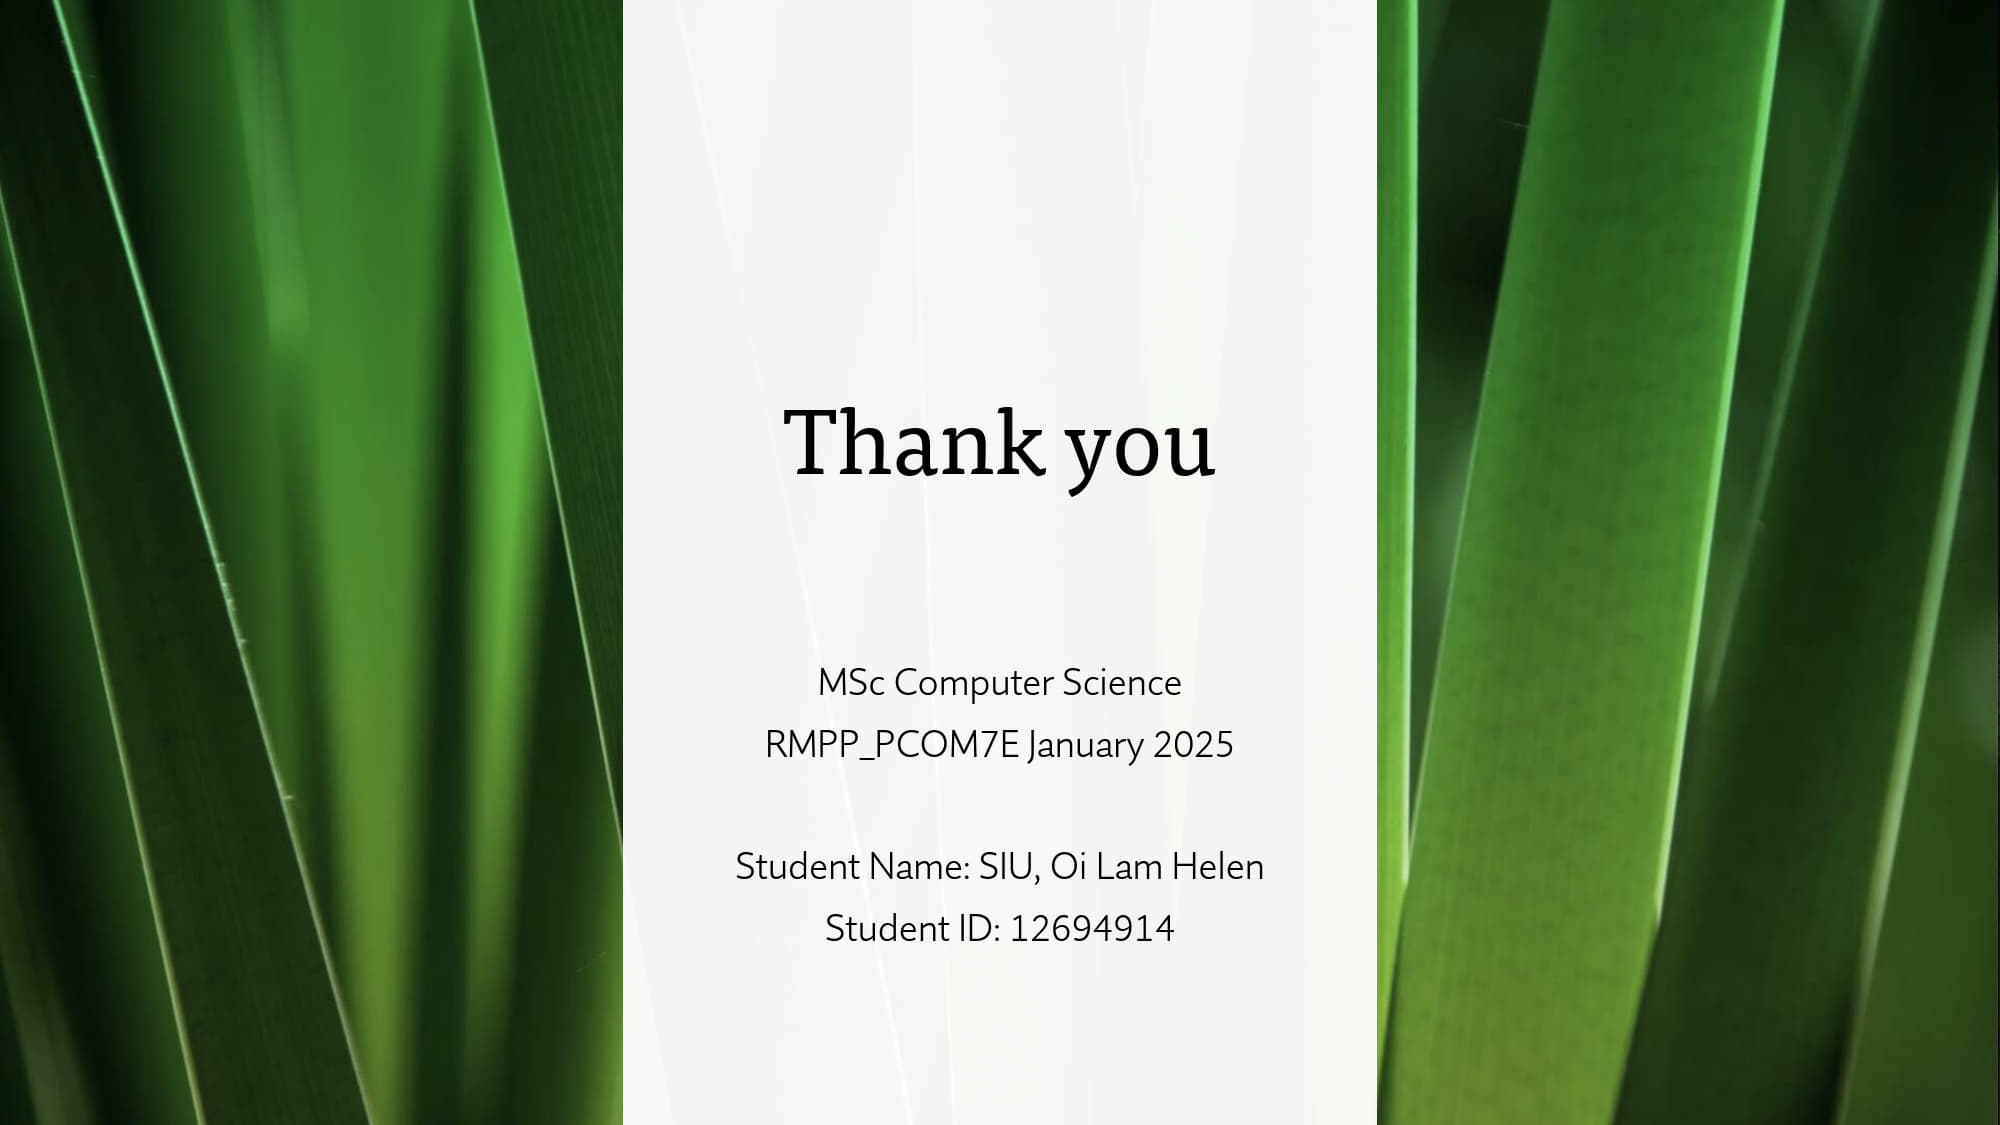 Thank you
MSc Computer Science
RMPP_PCOM7E January 2025
Student Name: SIU, Oi Lam Helen
Student ID: 12694914